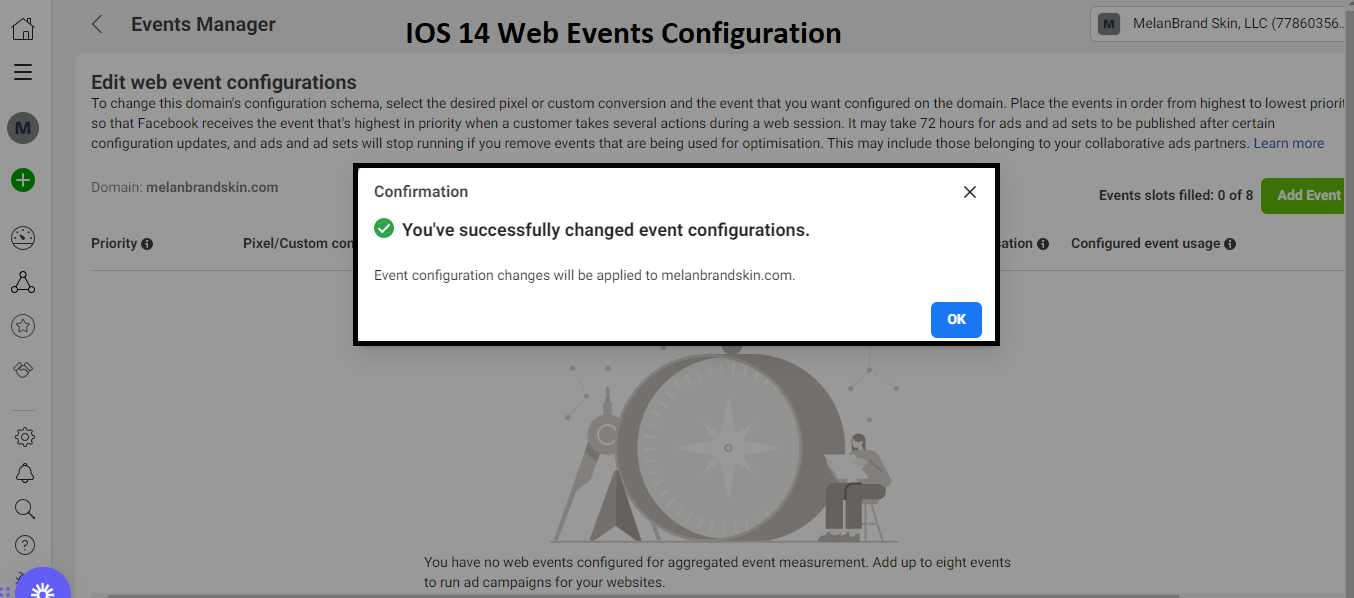 Events Manager
IOS 14 Web Events Configuration
M
MelanBrand Skin, LLC (77860356...
Edit web event configurations
To change this domain's configuration schema, select the desired pixel or custom conversion and the event that you want configured on the domain. Place the events in order from highest to lowest priorit
so that Facebook receives the event that's highest in priority when a customer takes several actions during a web session. It may take 72 hours for ads and ad sets to be published after certain
configuration updates, and ads and ad sets will stop running if you remove events that are being used for optimisation. This may include those belonging to your collaborative ads partners. Learn more
M
Domain: melanbrandskin.com
Events slots filled: 0 of 8
Add Event
Priority
Pixel/Custom con
ation
Configured event usage
Confirmation
You've successfully changed event configurations.
Event configuration changes will be applied to melanbrandskin.com.
OK
You have no web events configured for aggregated event measurement. Add up to eight events
to run ad campaigns for your websites.